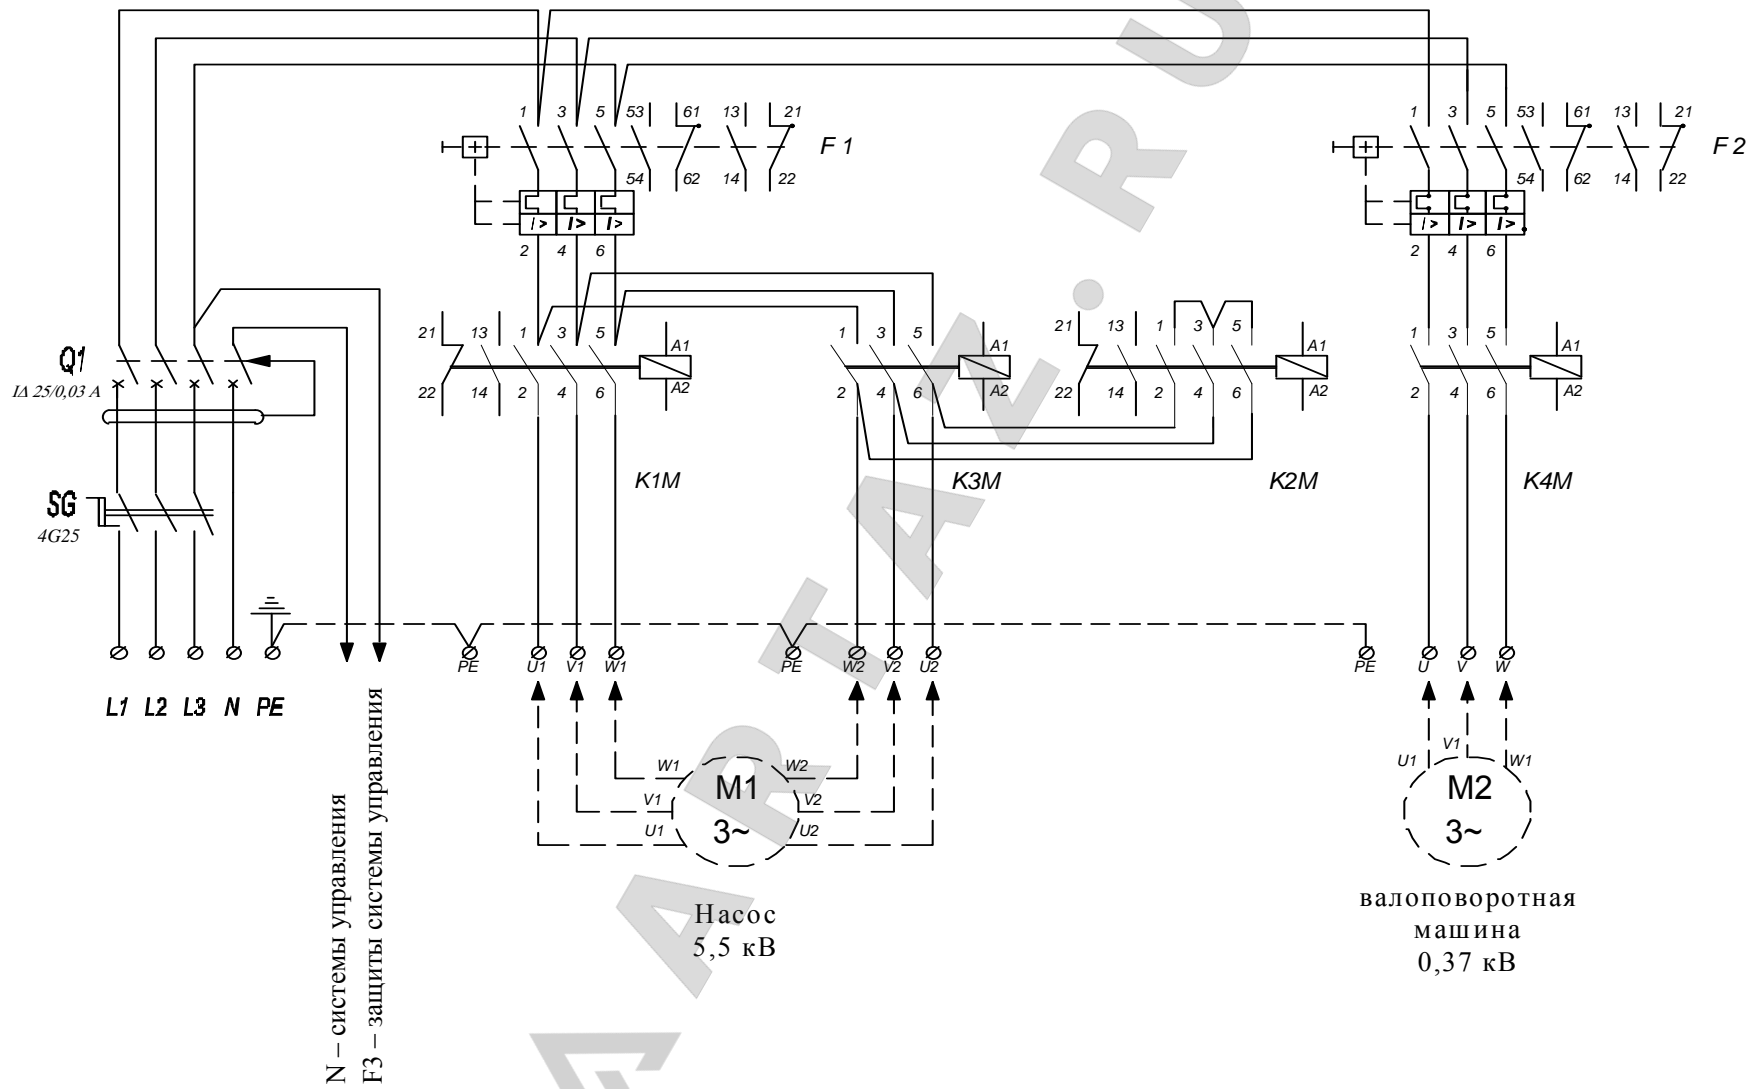 1 3 5 53 61 13 21
F 1
54 62 14 22
I> I> I>
2 4 6
1 3 5 53 61 13 21
F 2
54 62 14 22
I> I> I>
2 4 6
Q1
IΔ 25/0,03 A
21 13 1 3 5 A1
22 14 2 4 6 A2
K1M
1 3 5 A1
2 4 6 A2
K3M
21 13 1 3 5 A1
22 14 2 4 6 A2
K2M
1 3 5 A1
2 4 6 A2
K4M
SG
4G25
L1 L2 L3 N PE
PE U1 V1 W1 PE W2 V2 U2 PE U V W
N – системы управления
F3 – защиты системы управления
W1 W2
V1 V2
U1 U2
M1
3~
Насос
5,5 кВ
U1 V1 W1
M2
3~
валоповоротная
машина
0,37 кВ
ARTAZ.RU